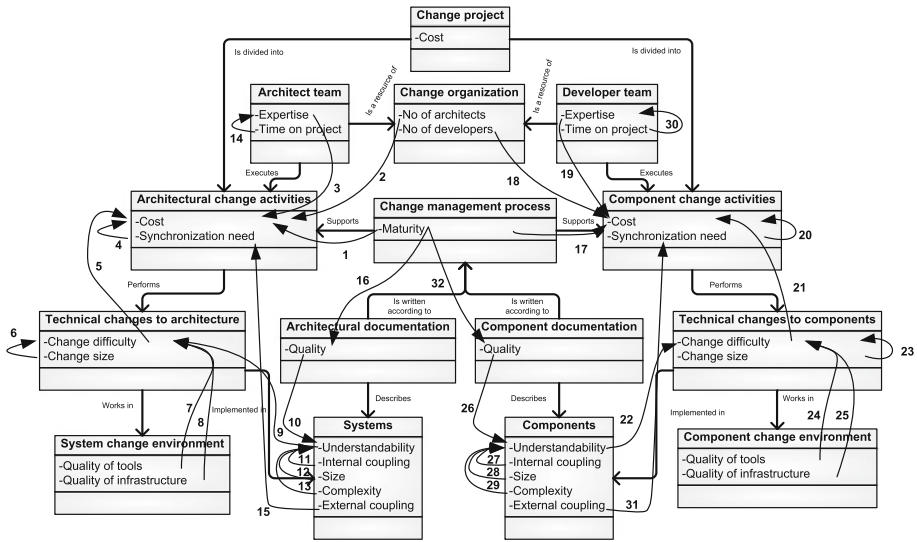 Change project
-Cost
Is divided into
Is divided into
Architect team
-Expertise
-Time on project
14
Is a resource of
Change organization
-No of architects
-No of developers
Is a resource of
Developer team
-Expertise
-Time on project
30
Executes
3
2
18
19
Executes
Architectural change activities
-Cost
-Synchronization need
4
5
Supports
1
Change management process
-Maturity
Supports
17
Component change activities
-Cost
-Synchronization need
20
16
32
21
Performs
Is written
according to
Is written
according to
Performs
Technical changes to architecture
-Change difficulty
-Change size
6
Architectural documentation
-Quality
Component documentation
-Quality
Technical changes to components
-Change difficulty
-Change size
23
Works in
7
8
Implemented in
9
10
Describes
26
Describes
22
Implemented in
Works in
24
25
System change environment
-Quality of tools
-Quality of infrastructure
15
Systems
-Understandability
-Internal coupling
-Size
-Complexity
-External coupling
11
12
13
Components
-Understandability
-Internal coupling
-Size
-Complexity
-External coupling
27
28
29
31
Component change environment
-Quality of tools
-Quality of infrastructure